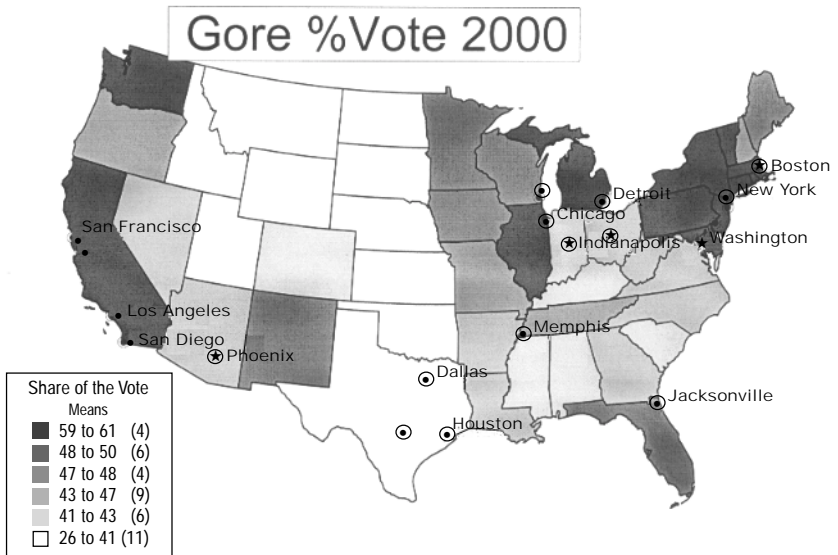 Gore %Vote 2000
Boston
Detroit
New York
Chicago
San Francisco
Indianapolis
Washington
Los Angeles
Memphis
San Diego
Phoenix
Dallas
Jacksonville
Houston
Share of the Vote
Means
59 to 61 (4)
48 to 50 (6)
47 to 48 (4)
43 to 47 (9)
41 to 43 (6)
26 to 41 (11)